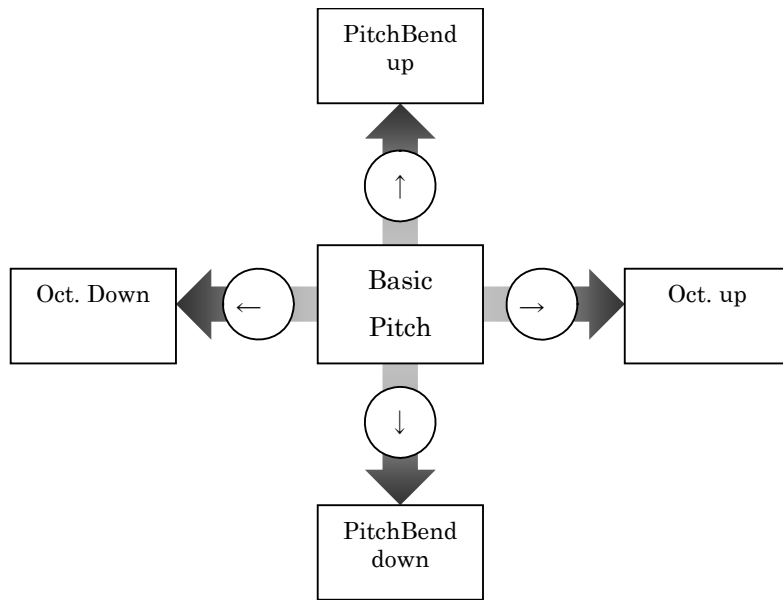 PitchBend
up
↑
Oct. Down
←
Basic
Pitch
→
Oct. up
↓
PitchBend
down